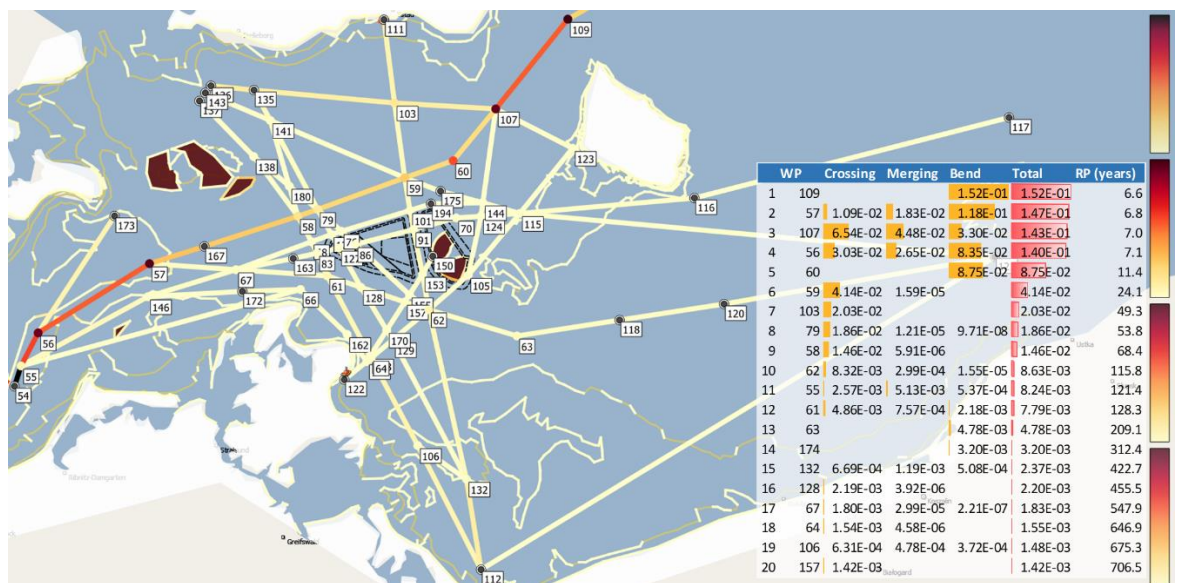 111
109
136
143
137
135
103
107
141
123
117
138
60
180
59
175
116
58
79
194
101
144
115
70
124
173
91
167
57
163
8
83
86
150
153
105
67
61
172
66
128
157
62
120
118
146
56
162
170
63
129
55
54
64
122
106
132
112
WP Crossing Merging Bend Total RP (years)
1 109 1.52E-01 1.52E-01 6.6
2 57 1.09E-02 1.83E-02 1.18E-01 1.47E-01 6.8
3 107 6.54E-02 4.48E-02 3.30E-02 1.43E-01 7.0
4 56 3.03E-02 2.65E-02 8.35E-02 1.40E-01 7.1
5 60 8.75E-02 8.75E-02 11.4
6 59 4.14E-02 1.59E-05 4.14E-02 24.1
7 103 2.03E-02 2.03E-02 49.3
8 79 1.86E-02 1.21E-05 9.71E-08 1.86E-02 53.8
9 58 1.46E-02 5.91E-06 1.46E-02 68.4
10 62 8.32E-03 2.99E-04 1.55E-05 8.63E-03 115.8
11 55 2.57E-03 5.13E-03 5.37E-04 8.24E-03 121.4
12 61 4.86E-03 7.57E-04 2.18E-03 7.79E-03 128.3
13 63 4.78E-03 4.78E-03 209.1
14 174 3.20E-03 3.20E-03 312.4
15 132 6.69E-04 1.19E-03 5.08E-04 2.37E-03 422.7
16 128 2.19E-03 3.92E-06 2.20E-03 455.5
17 67 1.80E-03 2.99E-05 2.21E-07 1.83E-03 547.9
18 64 1.54E-03 4.58E-06 1.55E-03 646.9
19 106 6.31E-04 4.78E-04 3.72E-04 1.48E-03 675.3
20 157 1.42E-03 1.42E-03 706.5
Ustka
Greifswa